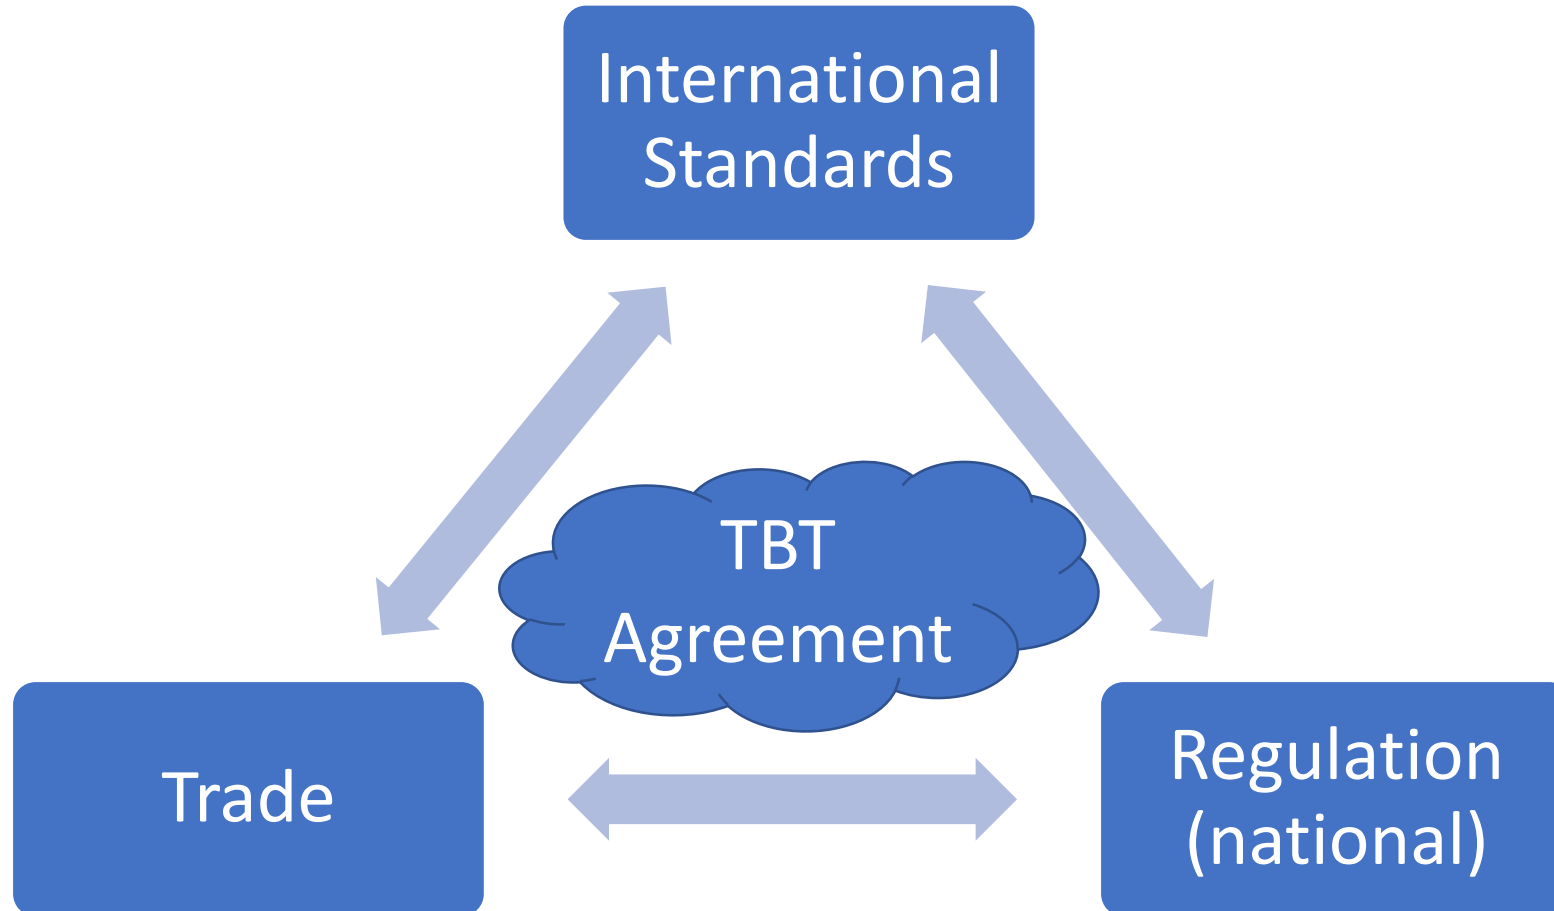 International
Standards
TBT
Agreement
Trade
Regulation
(national)